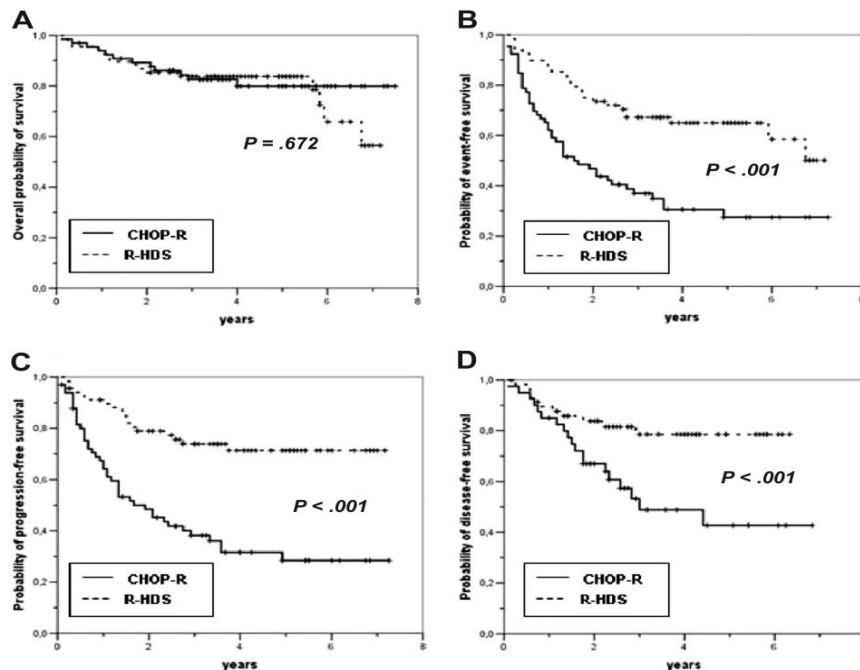 A
Overall probability of survival
1,0
0,8
0,6
0,4
0,2
0,0
P = .672
CHOP-R
R-HDS
0 2 4 6 8
years
B
Probability of event-free survival
1,0
0,8
0,6
0,4
0,2
0,0
P < .001
CHOP-R
R-HDS
0 2 4 6 8
years
C
Probability of progression-free survival
1,0
0,8
0,6
0,4
0,2
0,0
P < .001
CHOP-R
R-HDS
0 2 4 6 8
years
D
Probability of disease-free survival
1,0
0,8
0,6
0,4
0,2
0,0
P < .001
CHOP-R
R-HDS
0 2 4 6 8
years